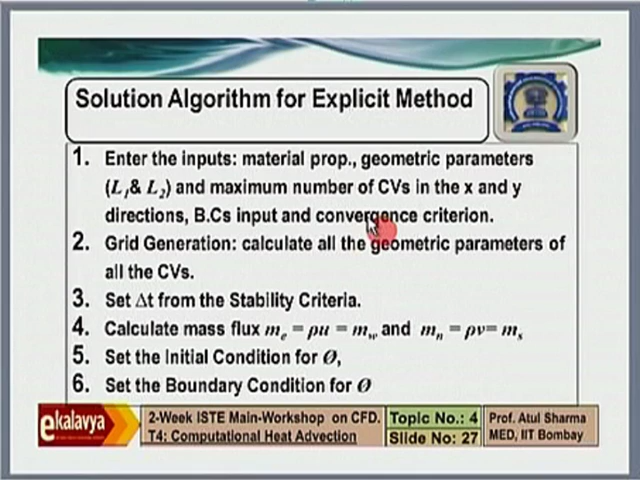 Solution Algorithm for Explicit Method
1. Enter the inputs: material prop., geometric parameters
(L₁& L₂) and maximum number of CVs in the x and y
directions, B.Cs input and convergence criterion.
2. Grid Generation: calculate all the geometric parameters of
all the CVs.
3. Set Δt from the Stability Criteria.
4. Calculate mass flux mₑ = ρu = m_w and mₙ = ρv= mₛ
5. Set the Initial Condition for Ø,
6. Set the Boundary Condition for Ø
ekalavya
2-Week ISTE Main-Workshop on CFD.
T4: Computational Heat Advection
Topic No.: 4
Slide No: 27
Prof. Atul Sharma
MED, IIT Bombay